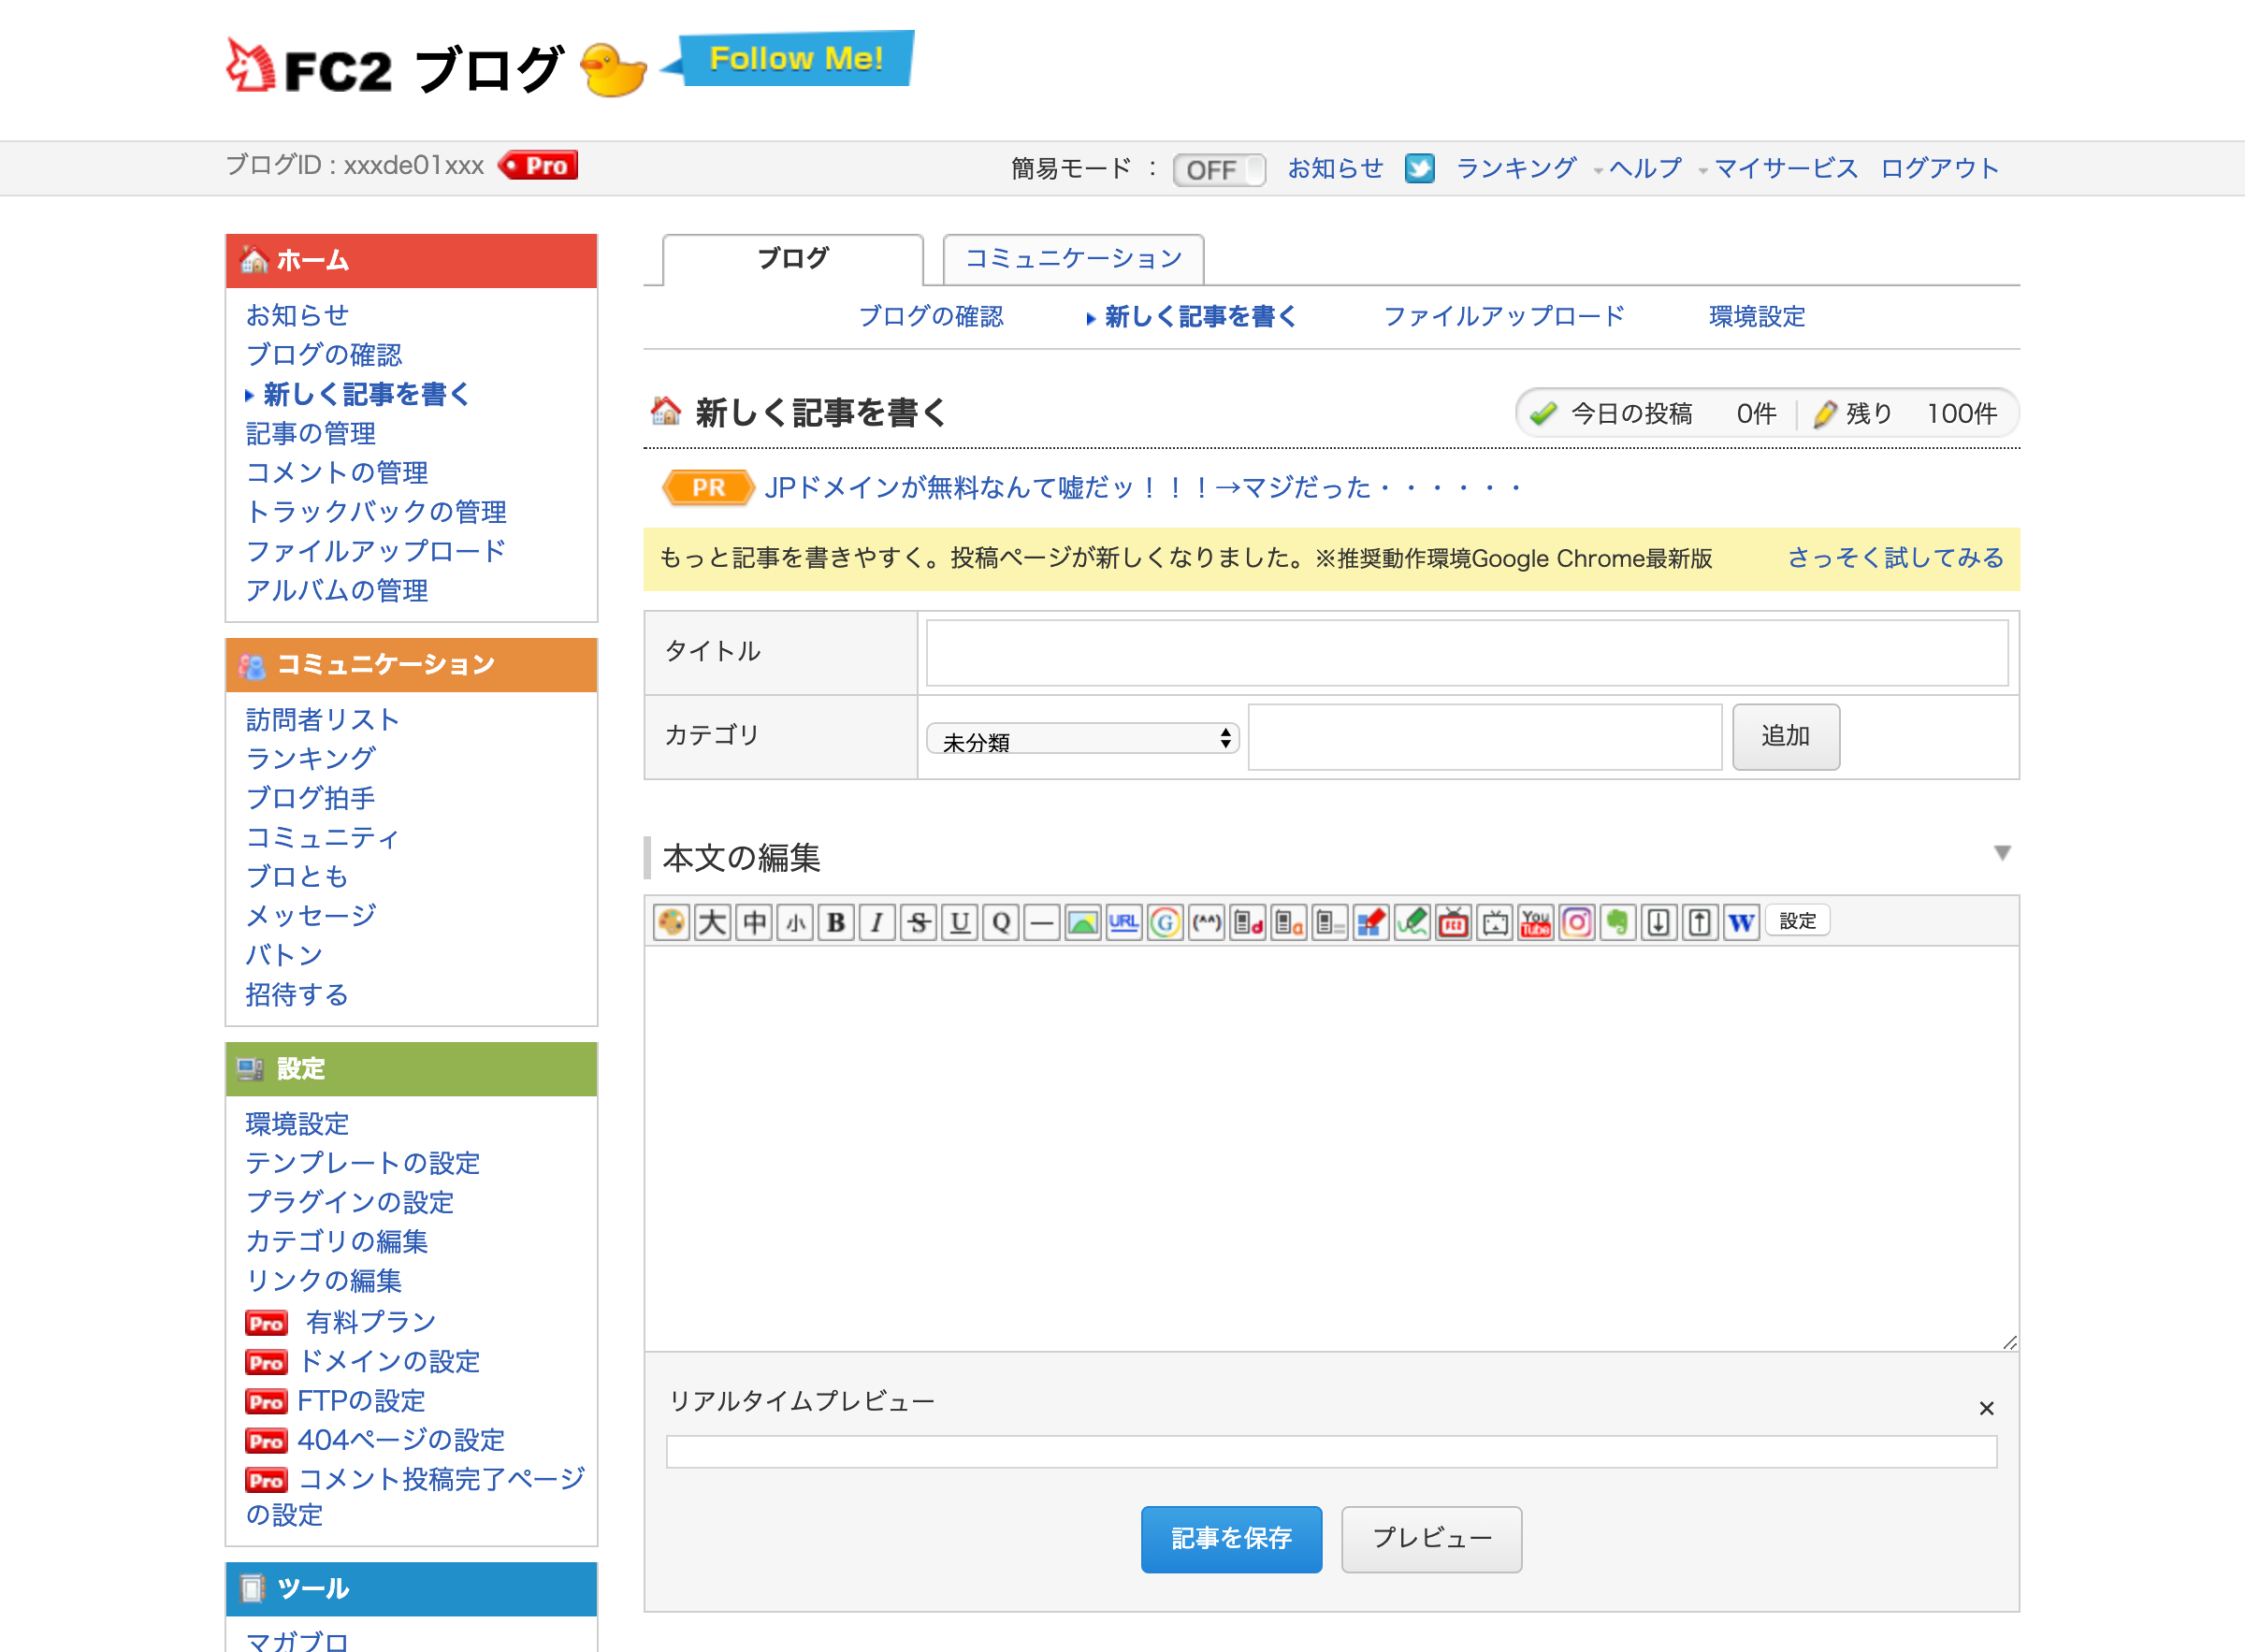 FC2 ブログ Follow Me!
ブログID : xxxde01xxx Pro
簡易モード : OFF お知らせ ランキング ヘルプ マイサービス ログアウト
ホーム
お知らせ
ブログの確認
新しく記事を書く
記事の管理
コメントの管理
トラックバックの管理
ファイルアップロード
アルバムの管理
コミュニケーション
訪問者リスト
ランキング
ブログ拍手
コミュニティ
ブロとも
メッセージ
バトン
招待する
設定
環境設定
テンプレートの設定
プラグインの設定
カテゴリの編集
リンクの編集
Pro 有料プラン
Pro ドメインの設定
Pro FTPの設定
Pro 404ページの設定
Pro コメント投稿完了ページ
の設定
ツール
マガブロ
ブログ コミュニケーション
ブログの確認 新しく記事を書く ファイルアップロード 環境設定
新しく記事を書く 今日の投稿 0件 残り 100件
PR JPドメインが無料なんて嘘だッ！！！→マジだった・・・・・・
もっと記事を書きやすく。投稿ページが新しくなりました。※推奨動作環境Google Chrome最新版 さっそく試してみる
タイトル
カテゴリ 未分類 追加
本文の編集
大 中 小 B I S U Q — URL G (^^) d a = FC2 You Tube W 設定
リアルタイムプレビュー ×
記事を保存 プレビュー